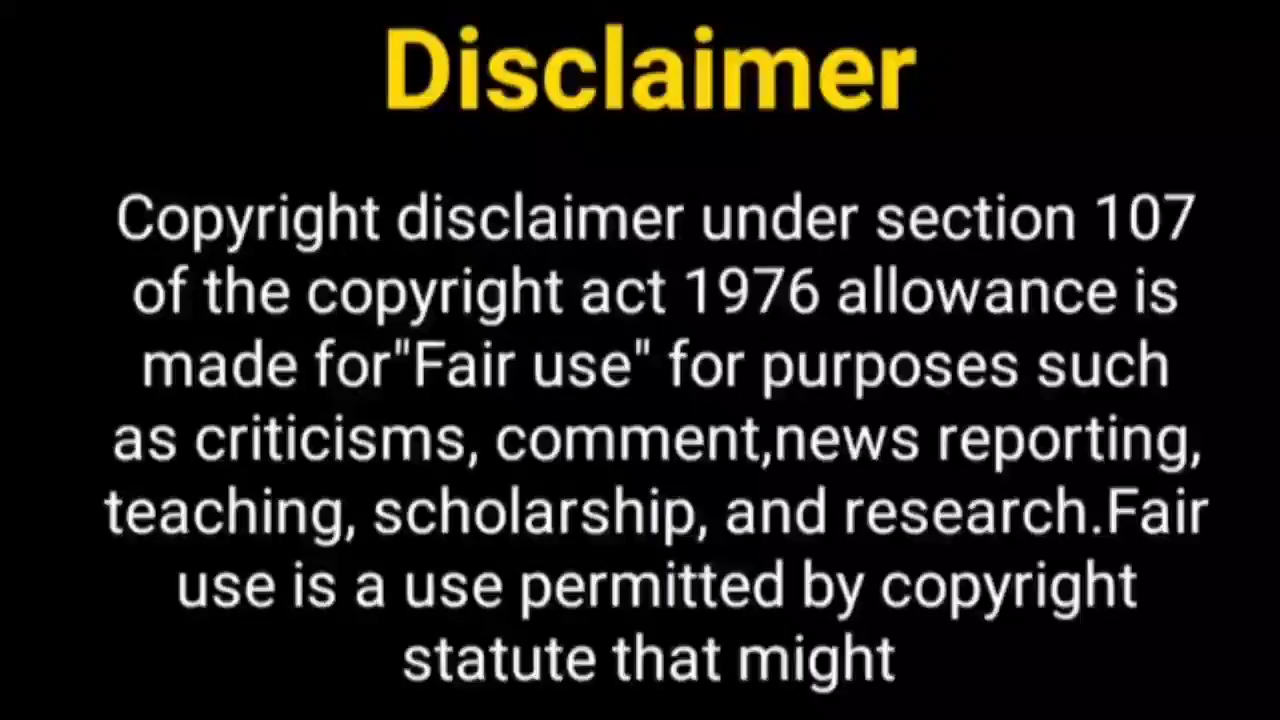 Disclaimer
Copyright disclaimer under section 107
of the copyright act 1976 allowance is
made for"Fair use" for purposes such
as criticisms, comment,news reporting,
teaching, scholarship, and research.Fair
use is a use permitted by copyright
statute that might